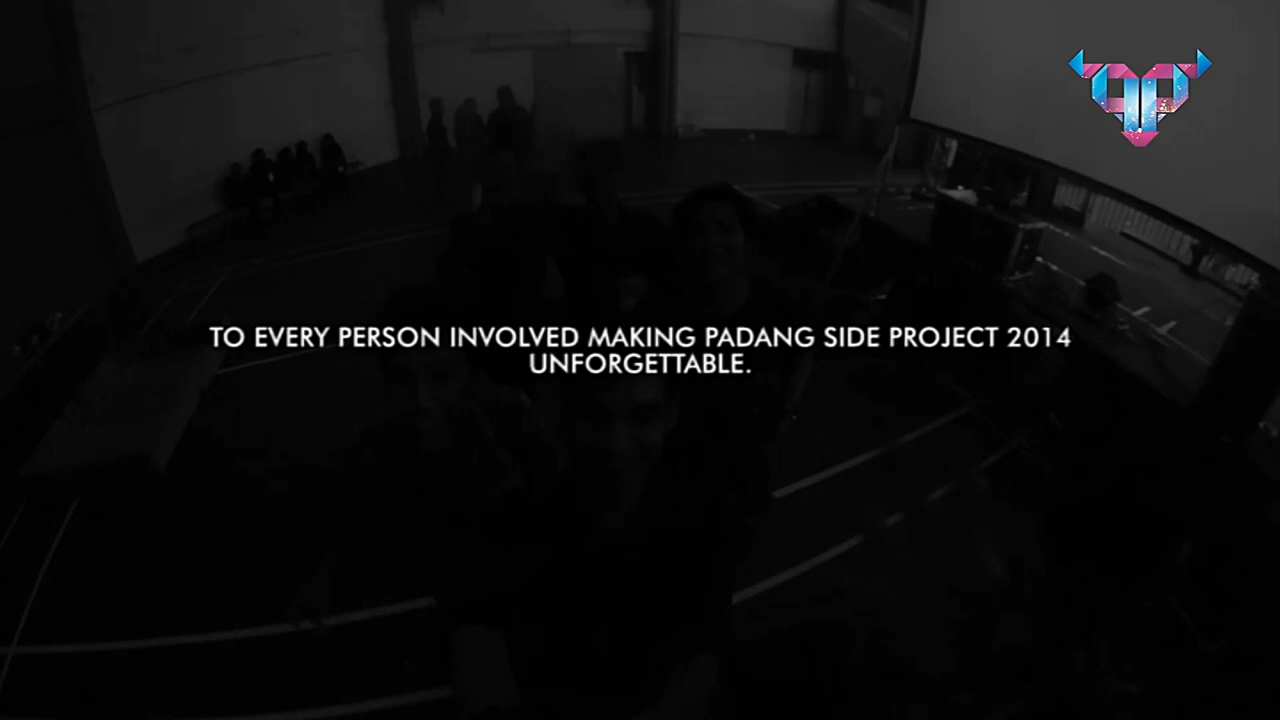 TO EVERY PERSON INVOLVED MAKING PADANG SIDE PROJECT 2014
UNFORGETTABLE.